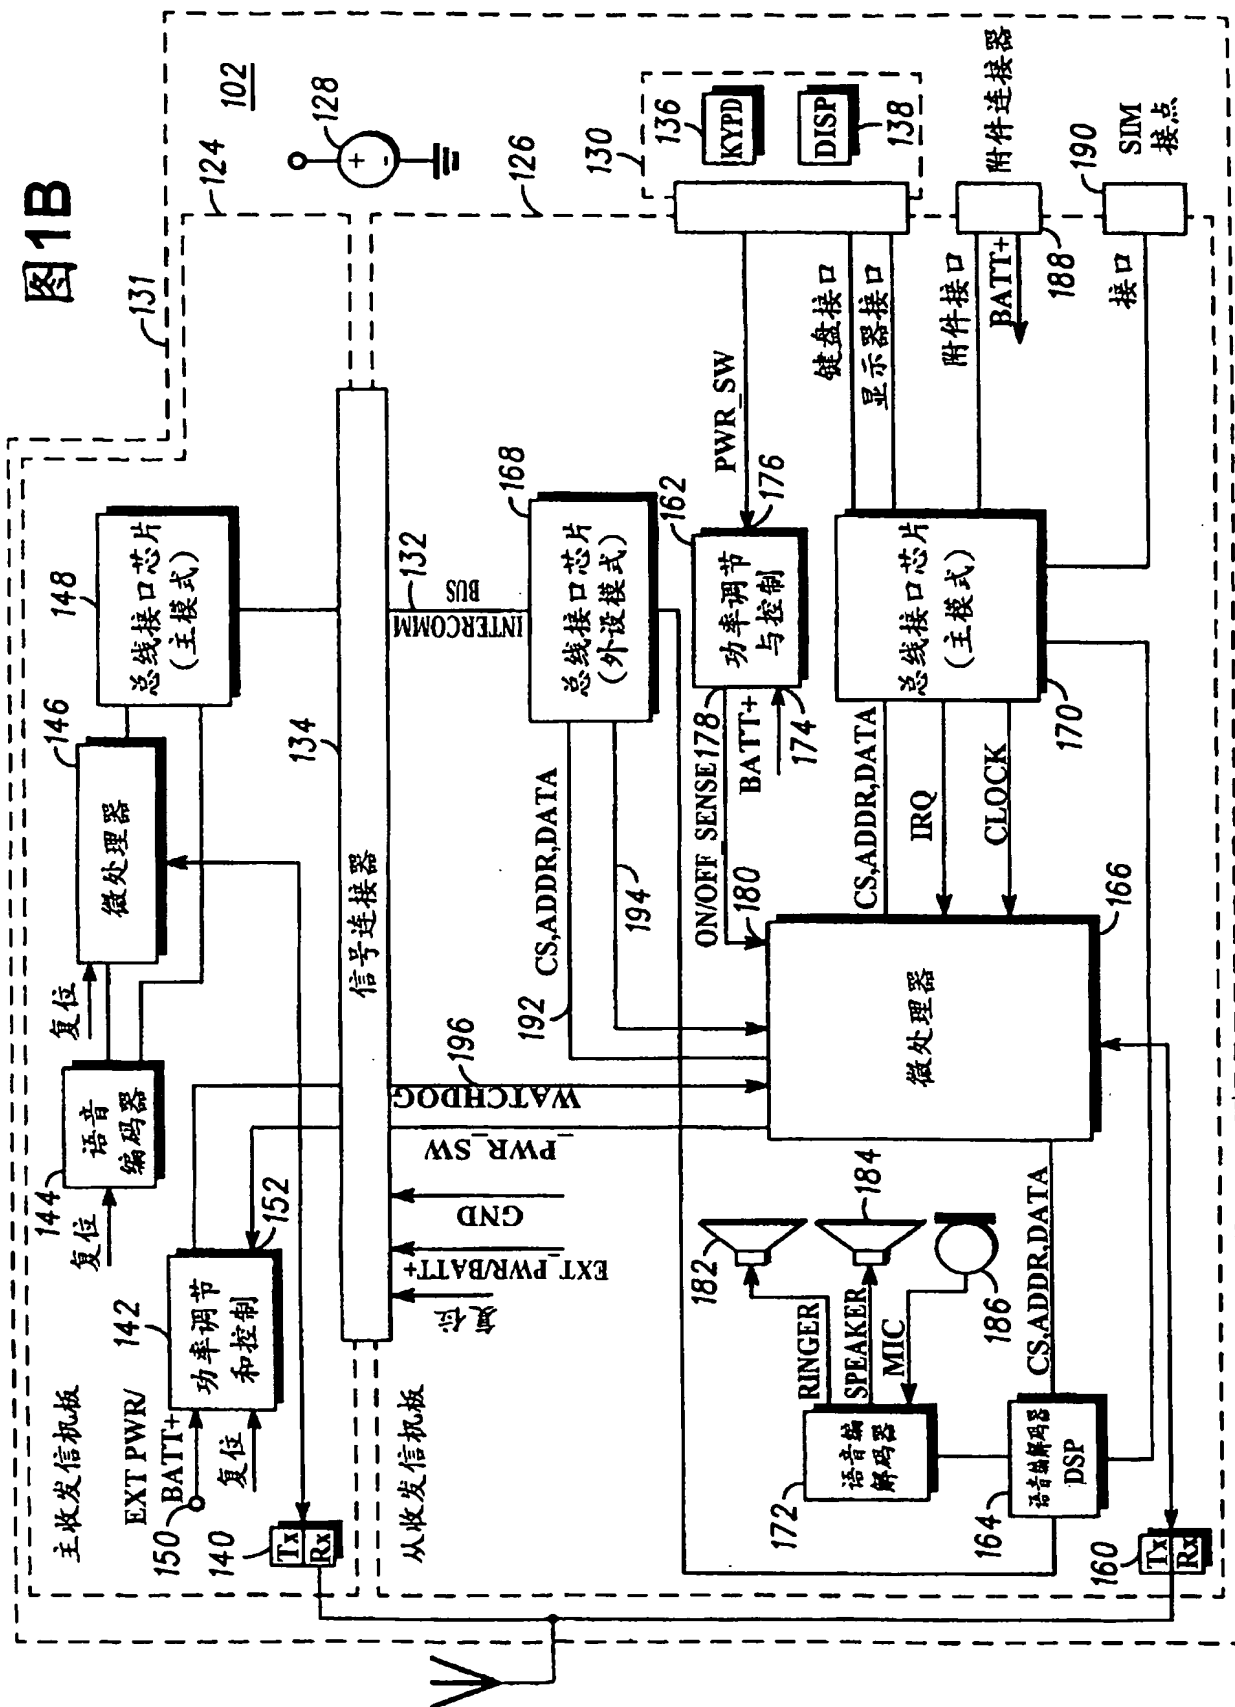 图1B
131
124
102
128
主收发信机板
EXT PWR/
BATT+
150
复位
142
功率调节
和控制
152
140
Tx
Rx
144
语音
编码器
复位
复位
146
微处理器
148
总线接口芯片
(主模式)
134
信号连接器
从收发信机板
复位
EXT_PWR/BATT+
GND
PWR_SW
WATCHDOG
196
INTERCOMM
BUS
132
168
总线接口芯片
(外设模式)
CS,ADDR,DATA
192
194
126
130
136
KYPD
DISP
138
PWR_SW
162
176
功率调节
与控制
178
ON/OFF SENSE
BATT+
174
180
键盘接口
显示器接口
附件接口
BATT+
188
附件连接器
接口
190
SIM
接点
总线接口芯片
(主模式)
170
CS,ADDR,DATA
IRQ
CLOCK
166
微处理器
182
184
186
RINGER
SPEAKER
MIC
172
语音编
解码器
CS,ADDR,DATA
164
语音编解码器
DSP
160
Tx
Rx